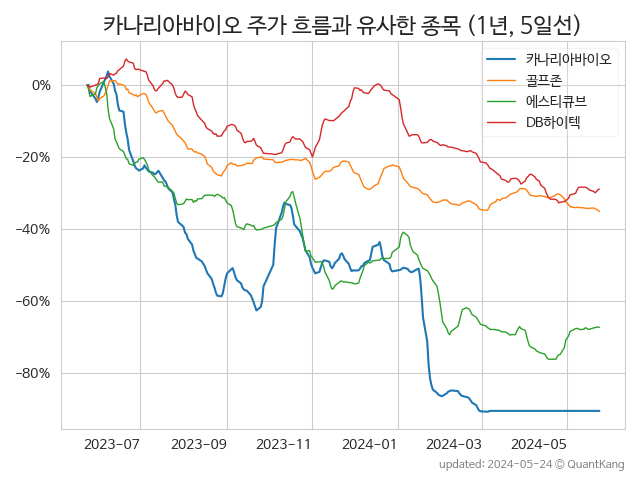 카나리아바이오 주가 흐름과 유사한 종목 (1년, 5일선)
카나리아바이오
골프존
에스티큐브
DB하이텍
0%
−20%
−40%
−60%
−80%
2023-07
2023-09
2023-11
2024-01
2024-03
2024-05
updated: 2024-05-24 © QuantKang